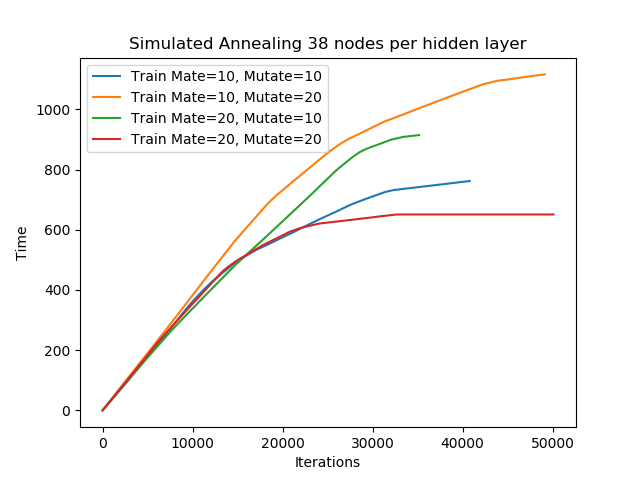 Simulated Annealing 38 nodes per hidden layer
Train Mate=10, Mutate=10
Train Mate=10, Mutate=20
Train Mate=20, Mutate=10
Train Mate=20, Mutate=20
1000
800
600
400
200
0
Time
0 10000 20000 30000 40000 50000
Iterations